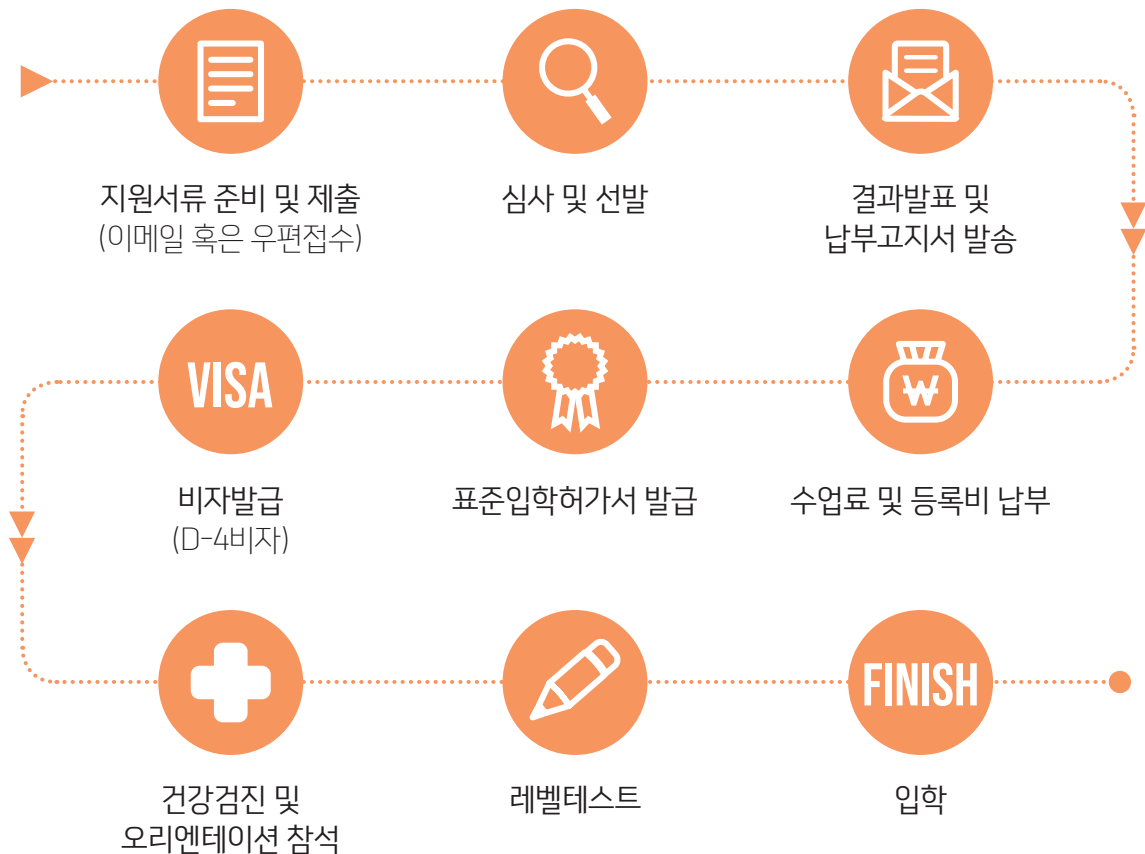 지원서류 준비 및 제출
(이메일 혹은 우편접수)
심사 및 선발
결과발표 및
납부고지서 발송
₩
수업료 및 등록비 납부
표준입학허가서 발급
VISA
비자발급
(D-4비자)
건강검진 및
오리엔테이션 참석
레벨테스트
FINISH
입학